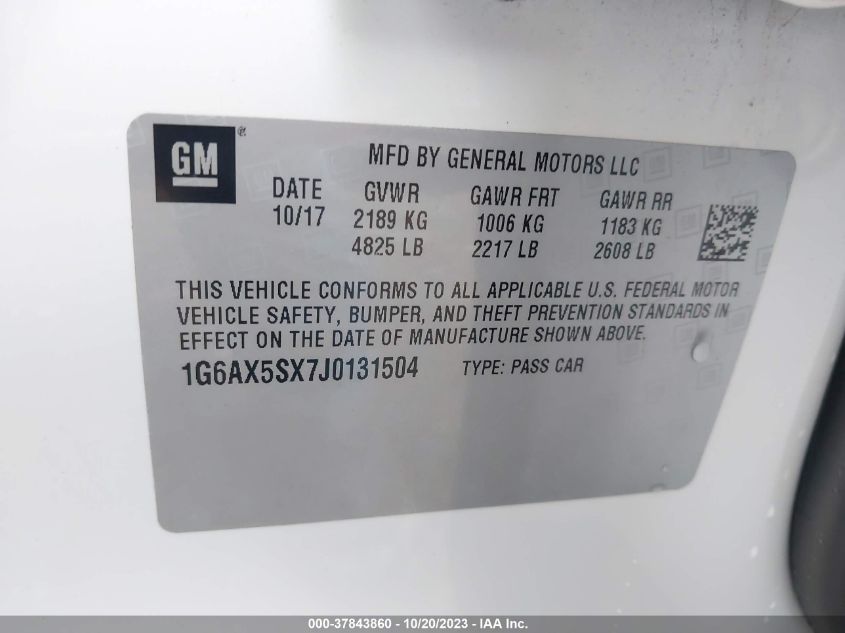 GM®
MFD BY GENERAL MOTORS LLC
DATE GVWR GAWR FRT GAWR RR
10/17 2189 KG 1006 KG 1183 KG
4825 LB 2217 LB 2608 LB
THIS VEHICLE CONFORMS TO ALL APPLICABLE U.S. FEDERAL MOTOR
VEHICLE SAFETY, BUMPER, AND THEFT PREVENTION STANDARDS IN
EFFECT ON THE DATE OF MANUFACTURE SHOWN ABOVE.
1G6AX5SX7J0131504 TYPE: PASS CAR
000-37843860 - 10/20/2023 - IAA Inc.